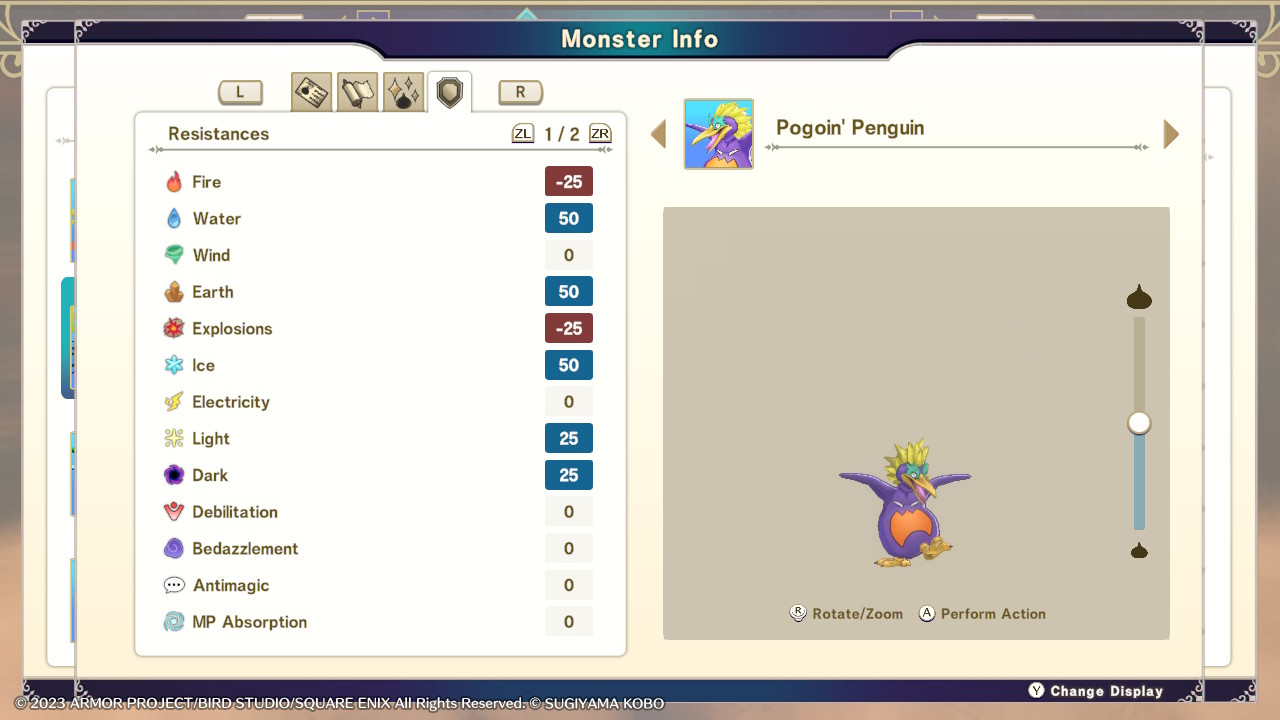 Monster Info
L
R
Resistances
ZL 1 / 2 ZR
Fire -25
Water 50
Wind 0
Earth 50
Explosions -25
Ice 50
Electricity 0
Light 25
Dark 25
Debilitation 0
Bedazzlement 0
Antimagic 0
MP Absorption 0
Pogoin' Penguin
R Rotate/Zoom A Perform Action
Y Change Display
© 2023 ARMOR PROJECT/BIRD STUDIO/SQUARE ENIX All Rights Reserved. © SUGIYAMA KOBO